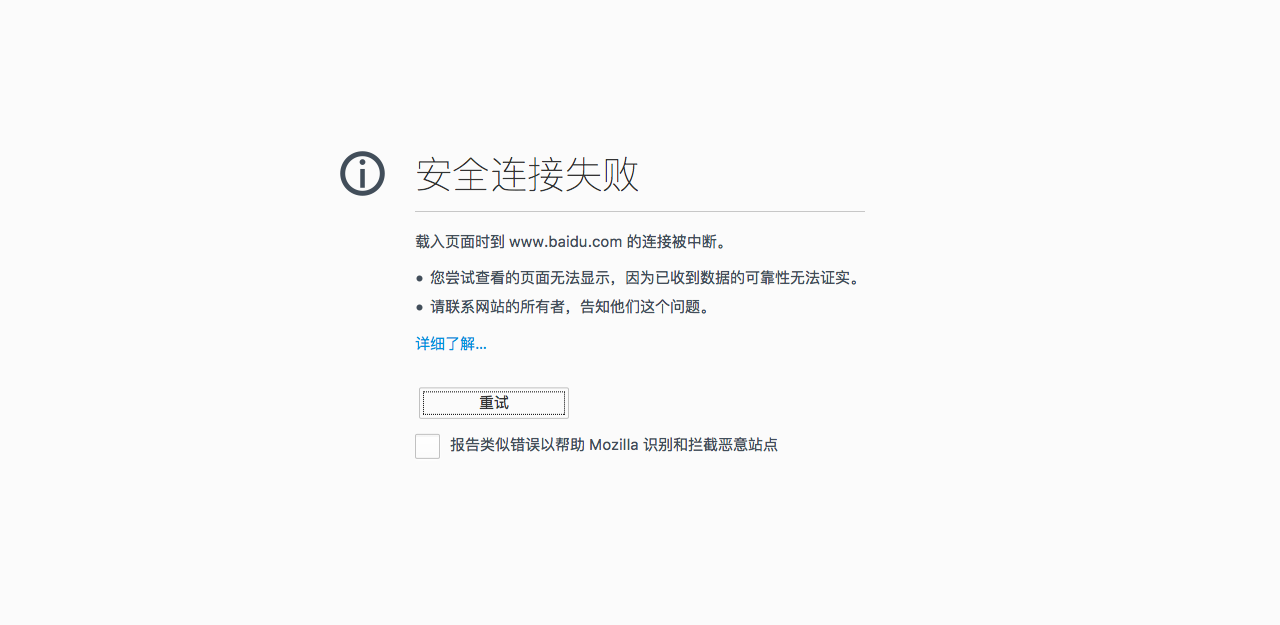 安全连接失败
载入页面时到 www.baidu.com 的连接被中断。
• 您尝试查看的页面无法显示，因为已收到数据的可靠性无法证实。
• 请联系网站的所有者，告知他们这个问题。
详细了解...
重试
报告类似错误以帮助 Mozilla 识别和拦截恶意站点